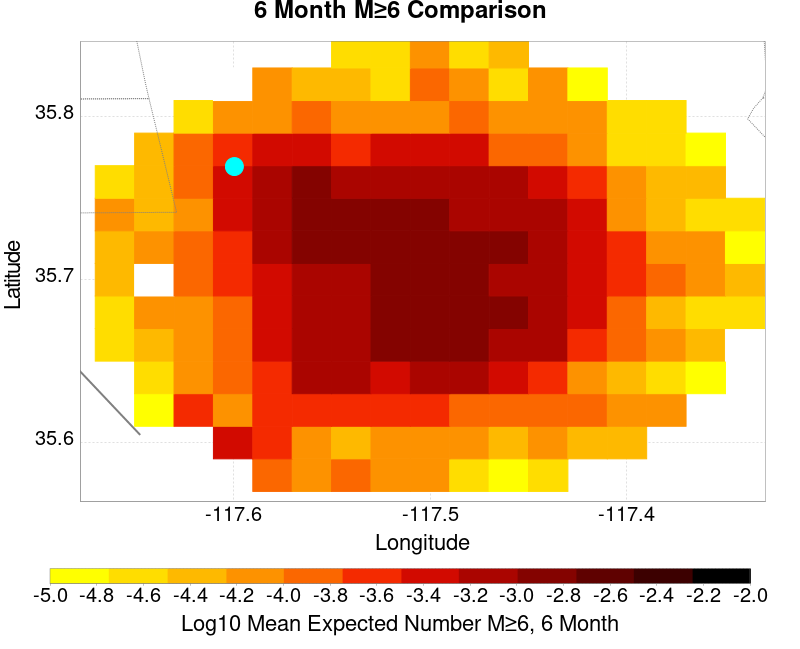 6 Month M≥6 Comparison
Latitude
35.8
35.7
35.6
-117.6 -117.5 -117.4
Longitude
-5.0 -4.8 -4.6 -4.4 -4.2 -4.0 -3.8 -3.6 -3.4 -3.2 -3.0 -2.8 -2.6 -2.4 -2.2 -2.0
Log10 Mean Expected Number M≥6, 6 Month